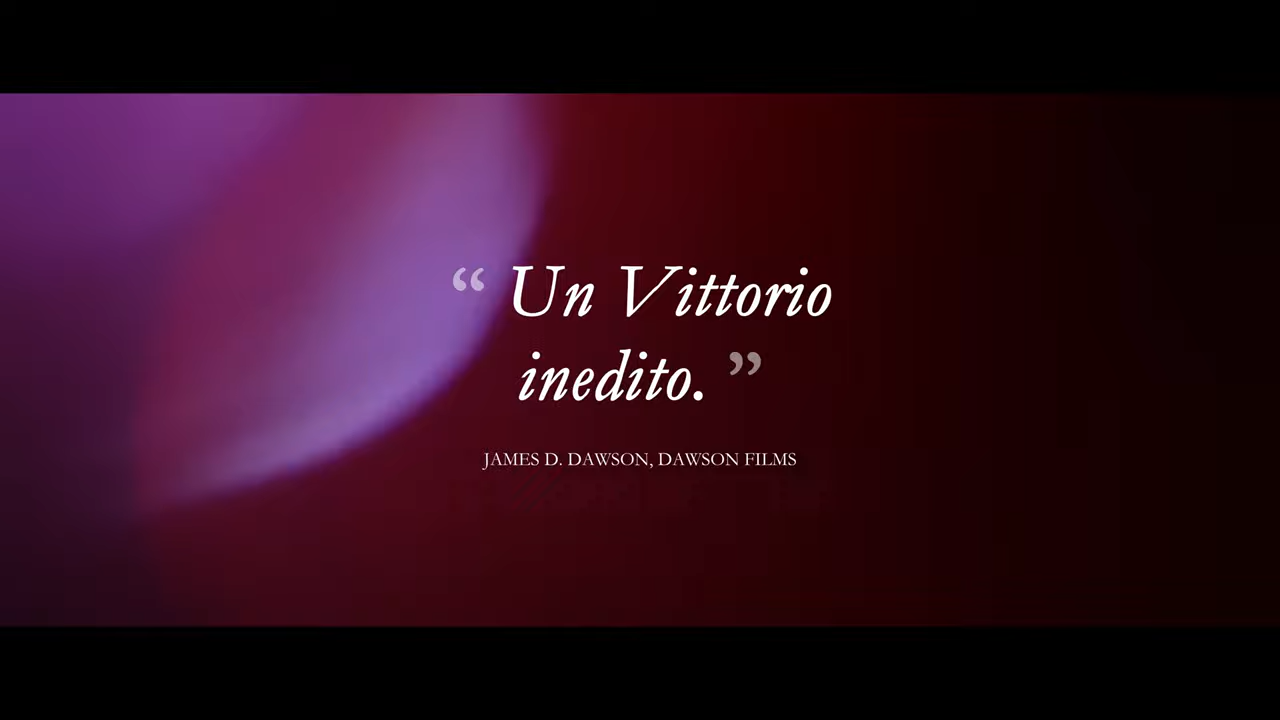 “ Un Vittorio
inedito. ”
JAMES D. DAWSON, DAWSON FILMS